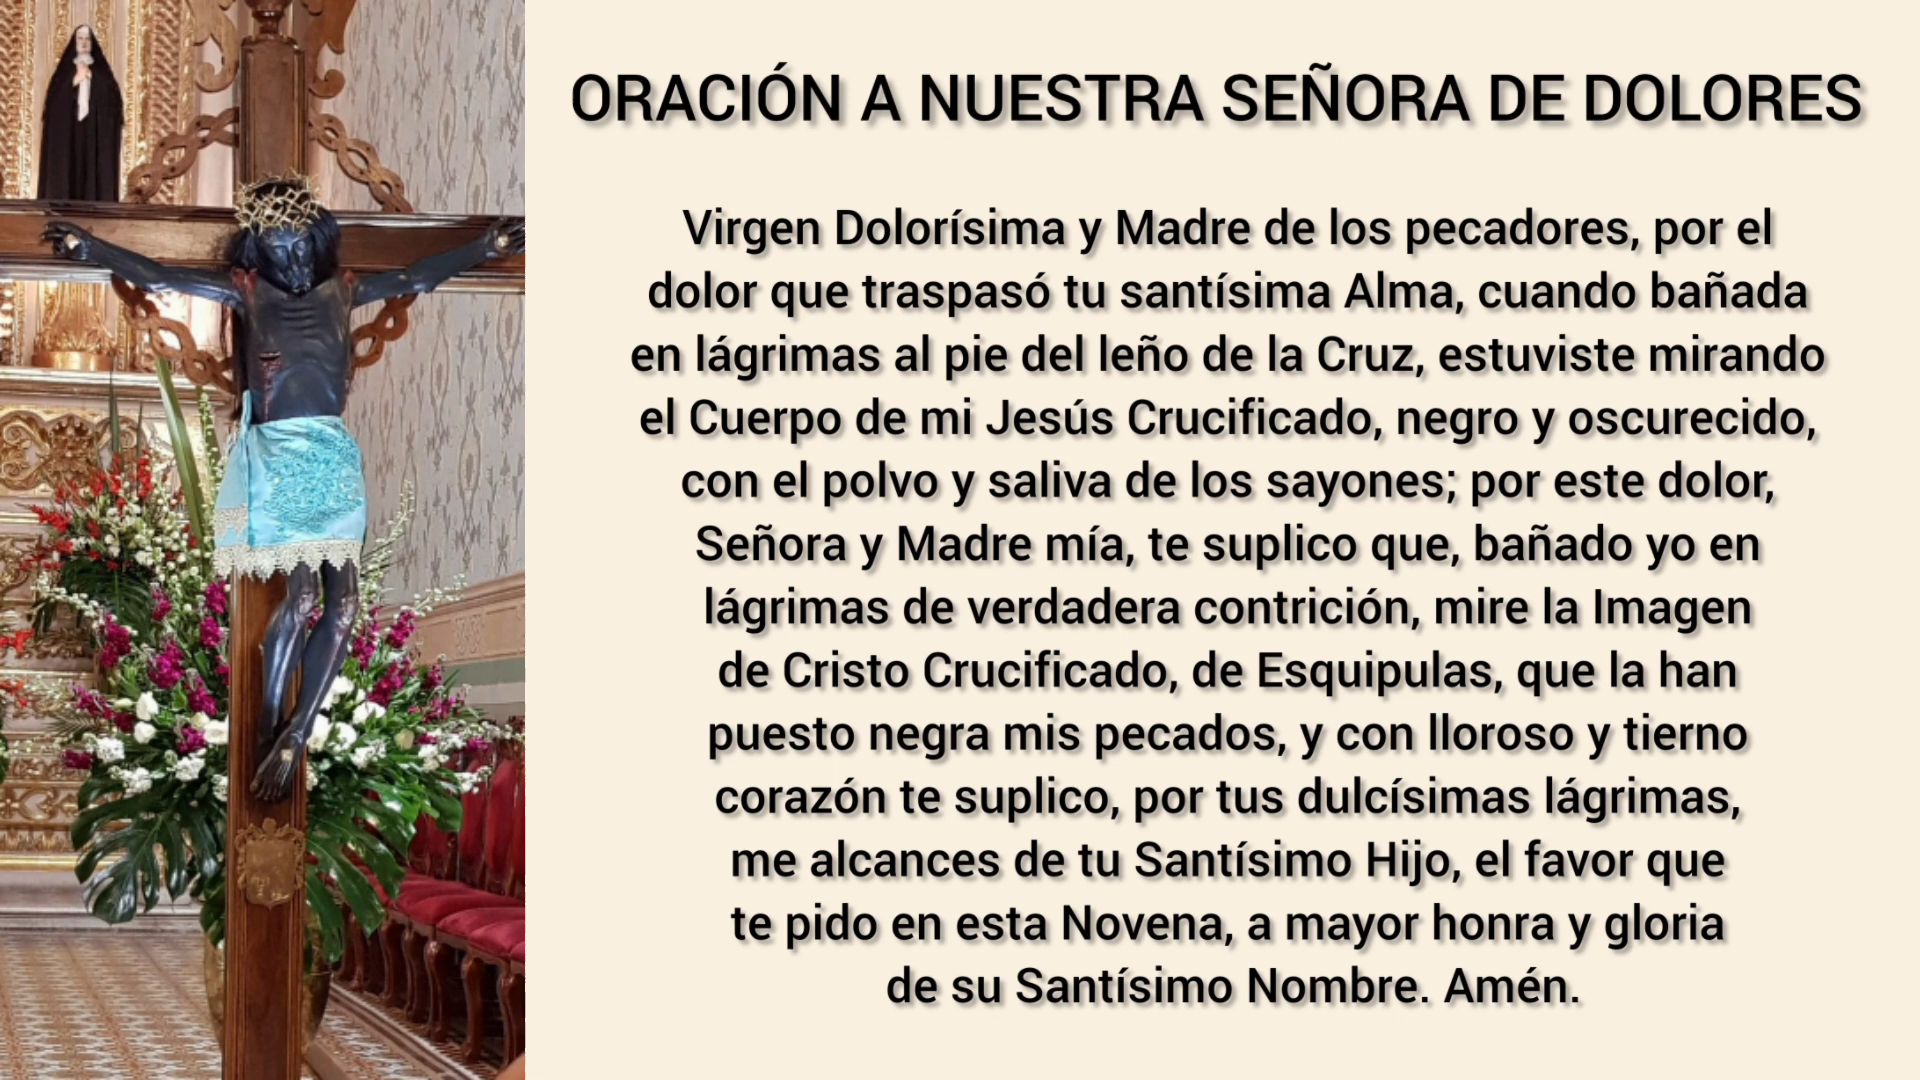 ORACIÓN A NUESTRA SEÑORA DE DOLORES
Virgen Dolorísima y Madre de los pecadores, por el
dolor que traspasó tu santísima Alma, cuando bañada
en lágrimas al pie del leño de la Cruz, estuviste mirando
el Cuerpo de mi Jesús Crucificado, negro y oscurecido,
con el polvo y saliva de los sayones; por este dolor,
Señora y Madre mía, te suplico que, bañado yo en
lágrimas de verdadera contrición, mire la Imagen
de Cristo Crucificado, de Esquipulas, que la han
puesto negra mis pecados, y con lloroso y tierno
corazón te suplico, por tus dulcísimas lágrimas,
me alcances de tu Santísimo Hijo, el favor que
te pido en esta Novena, a mayor honra y gloria
de su Santísimo Nombre. Amén.